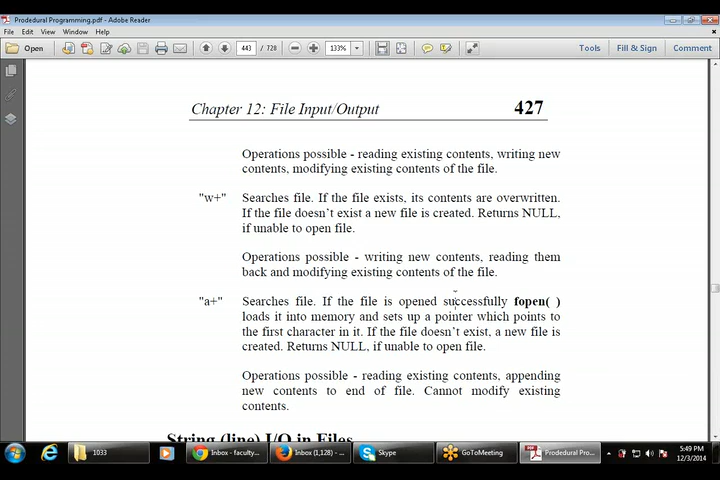 Prodedural Programming.pdf - Adobe Reader
File Edit View Window Help
Open 443 / 728 133% Tools Fill & Sign Comment
Chapter 12: File Input/Output 427
Operations possible - reading existing contents, writing new
contents, modifying existing contents of the file.
"w+" Searches file. If the file exists, its contents are overwritten.
If the file doesn't exist a new file is created. Returns NULL,
if unable to open file.
Operations possible - writing new contents, reading them
back and modifying existing contents of the file.
"a+" Searches file. If the file is opened successfully fopen( )
loads it into memory and sets up a pointer which points to
the first character in it. If the file doesn't exist, a new file is
created. Returns NULL, if unable to open file.
Operations possible - reading existing contents, appending
new contents to end of file. Cannot modify existing
contents.
String (line) I/O in Files
1033 Inbox - faculty... Inbox (1,128) - ... Skype GoToMeeting Prodedural Pro...
5:49 PM
12/3/2014